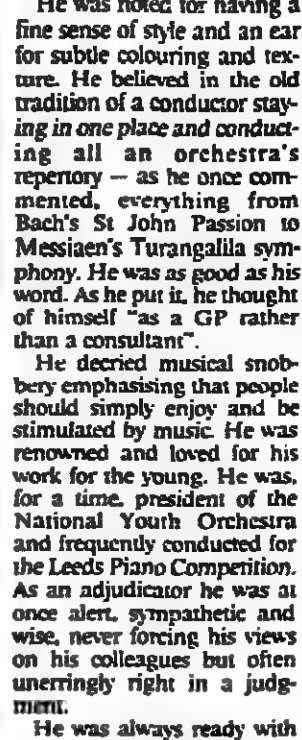 He was noted for having a
fine sense of style and an ear
for subtle colouring and tex-
ture. He believed in the old
tradition of a conductor stay-
ing in one place and conduct-
ing all an orchestra's
repertory — as he once com-
mented, everything from
Bach's St John Passion to
Messiaen's Turangalila sym-
phony. He was as good as his
word. As he put it, he thought
of himself "as a GP rather
than a consultant".
He decried musical snob-
bery emphasising that people
should simply enjoy and be
stimulated by music. He was
renowned and loved for his
work for the young. He was,
for a time, president of the
National Youth Orchestra
and frequently conducted for
the Leeds Piano Competition.
As an adjudicator he was at
once alert, sympathetic and
wise, never forcing his views
on his colleagues but often
unerringly right in a judg-
ment.
He was always ready with